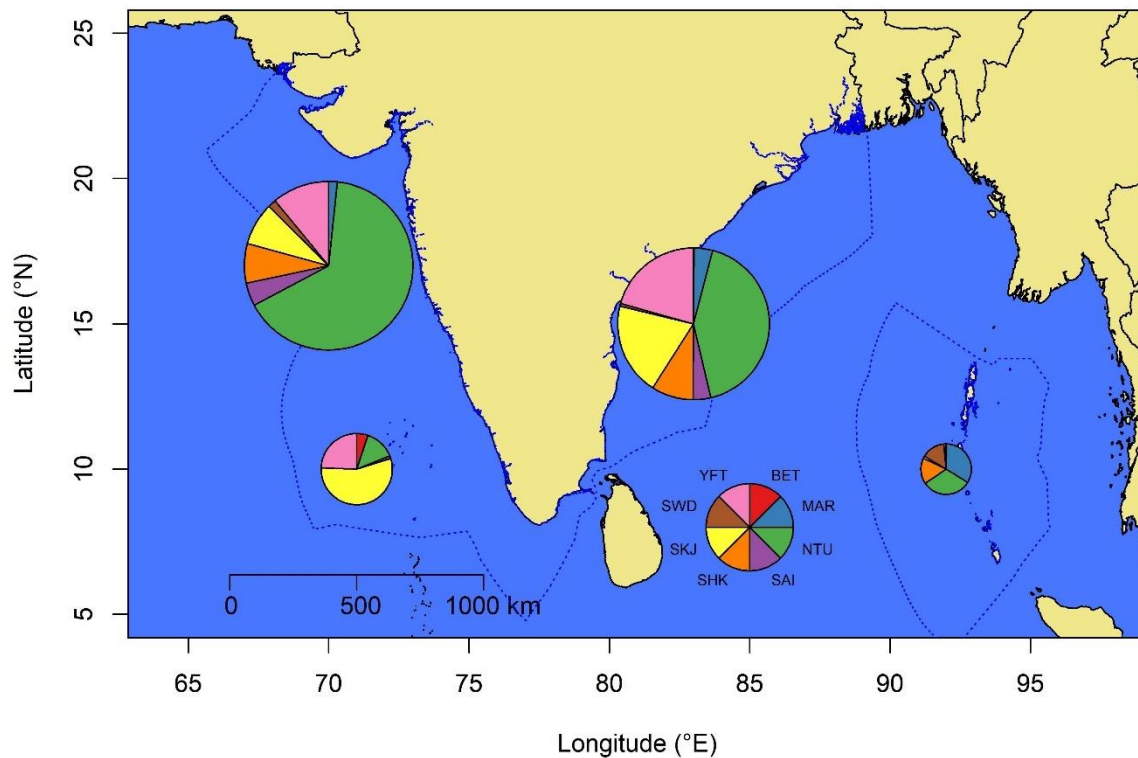 25
20
15
10
5
Latitude (°N)
YFT BET
SWD MAR
SKJ NTU
SHK SAI
0 500 1000 km
65 70 75 80 85 90 95
Longitude (°E)